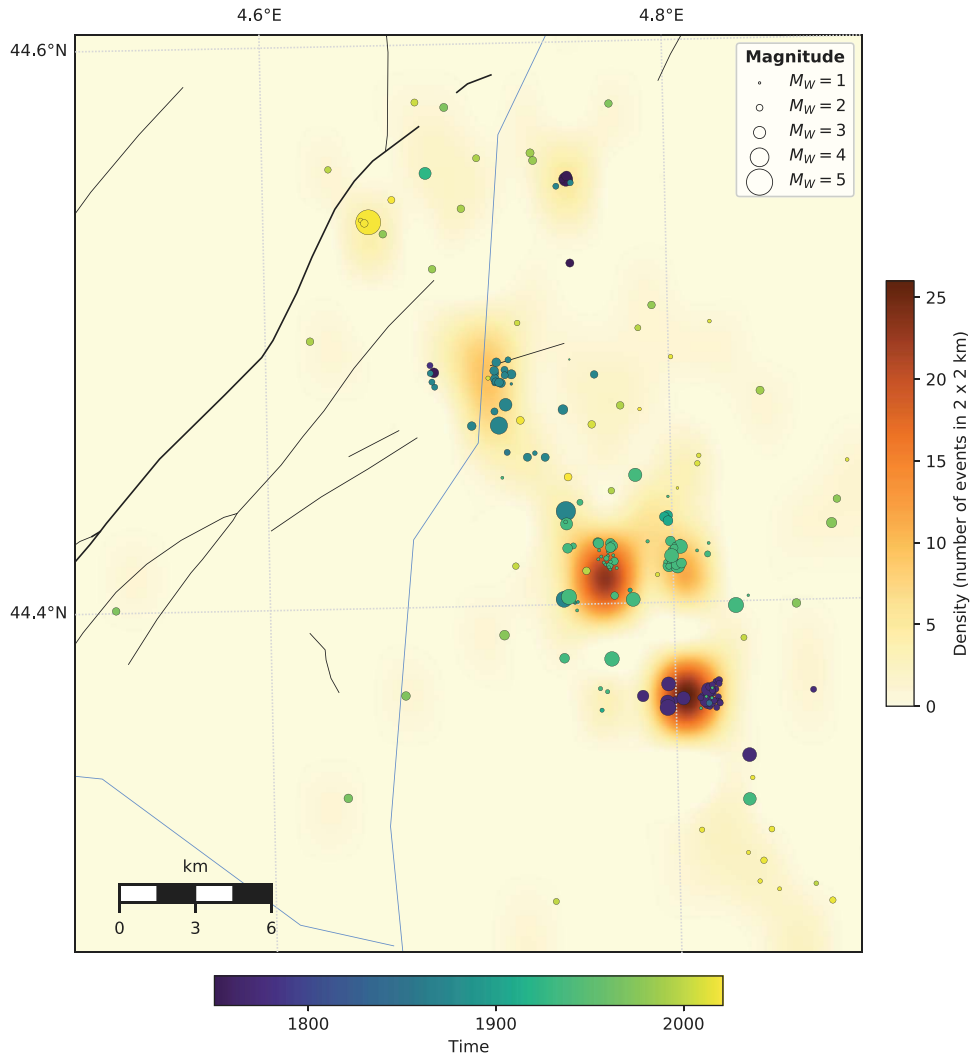 4.6°E 4.8°E
44.6°N
Magnitude
M_W = 1
M_W = 2
M_W = 3
M_W = 4
M_W = 5
44.4°N
25
20
15
10
5
0
Density (number of events in 2 x 2 km)
km
0 3 6
1800 1900 2000
Time